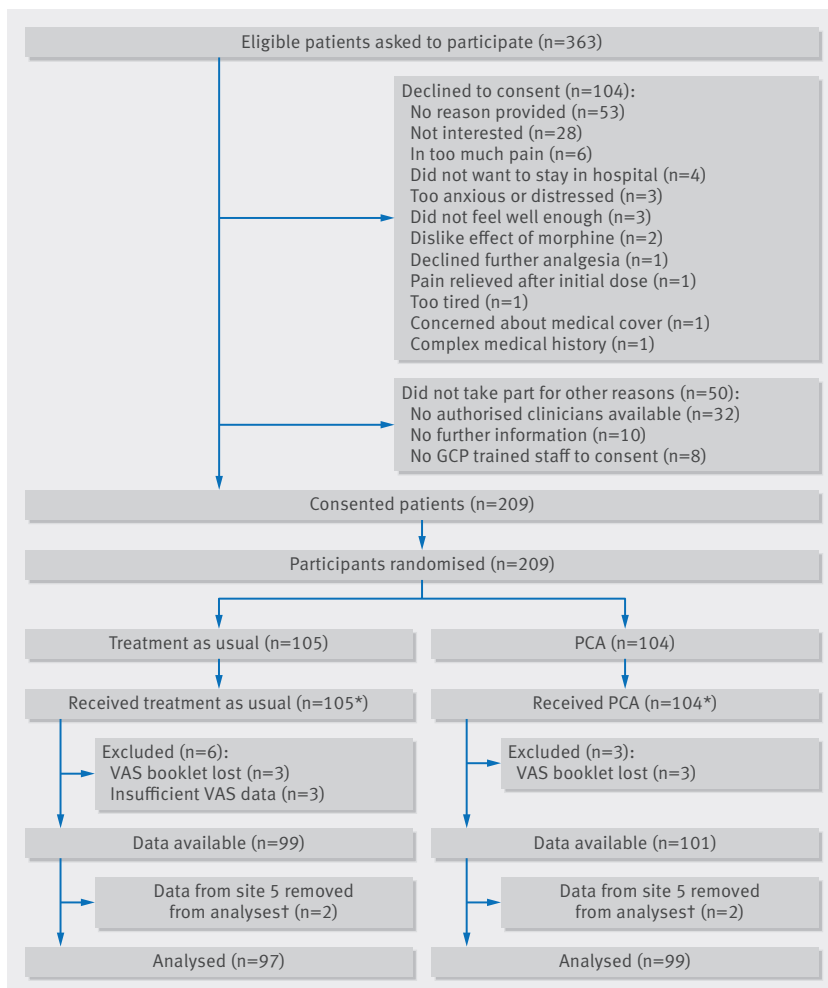 Eligible patients asked to participate (n=363)
Declined to consent (n=104):
No reason provided (n=53)
Not interested (n=28)
In too much pain (n=6)
Did not want to stay in hospital (n=4)
Too anxious or distressed (n=3)
Did not feel well enough (n=3)
Dislike effect of morphine (n=2)
Declined further analgesia (n=1)
Pain relieved after initial dose (n=1)
Too tired (n=1)
Concerned about medical cover (n=1)
Complex medical history (n=1)
Did not take part for other reasons (n=50):
No authorised clinicians available (n=32)
No further information (n=10)
No GCP trained staff to consent (n=8)
Consented patients (n=209)
Participants randomised (n=209)
Treatment as usual (n=105)
PCA (n=104)
Received treatment as usual (n=105*)
Received PCA (n=104*)
Excluded (n=6):
VAS booklet lost (n=3)
Insufficient VAS data (n=3)
Excluded (n=3):
VAS booklet lost (n=3)
Data available (n=99)
Data available (n=101)
Data from site 5 removed
from analyses† (n=2)
Data from site 5 removed
from analyses† (n=2)
Analysed (n=97)
Analysed (n=99)